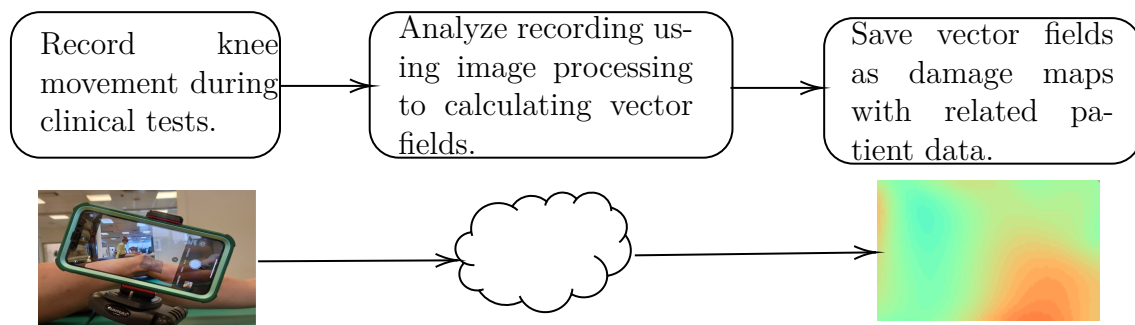 Record knee
movement during
clinical tests.
Analyze recording us-
ing image processing
to calculating vector
fields.
Save vector fields
as damage maps
with related pa-
tient data.